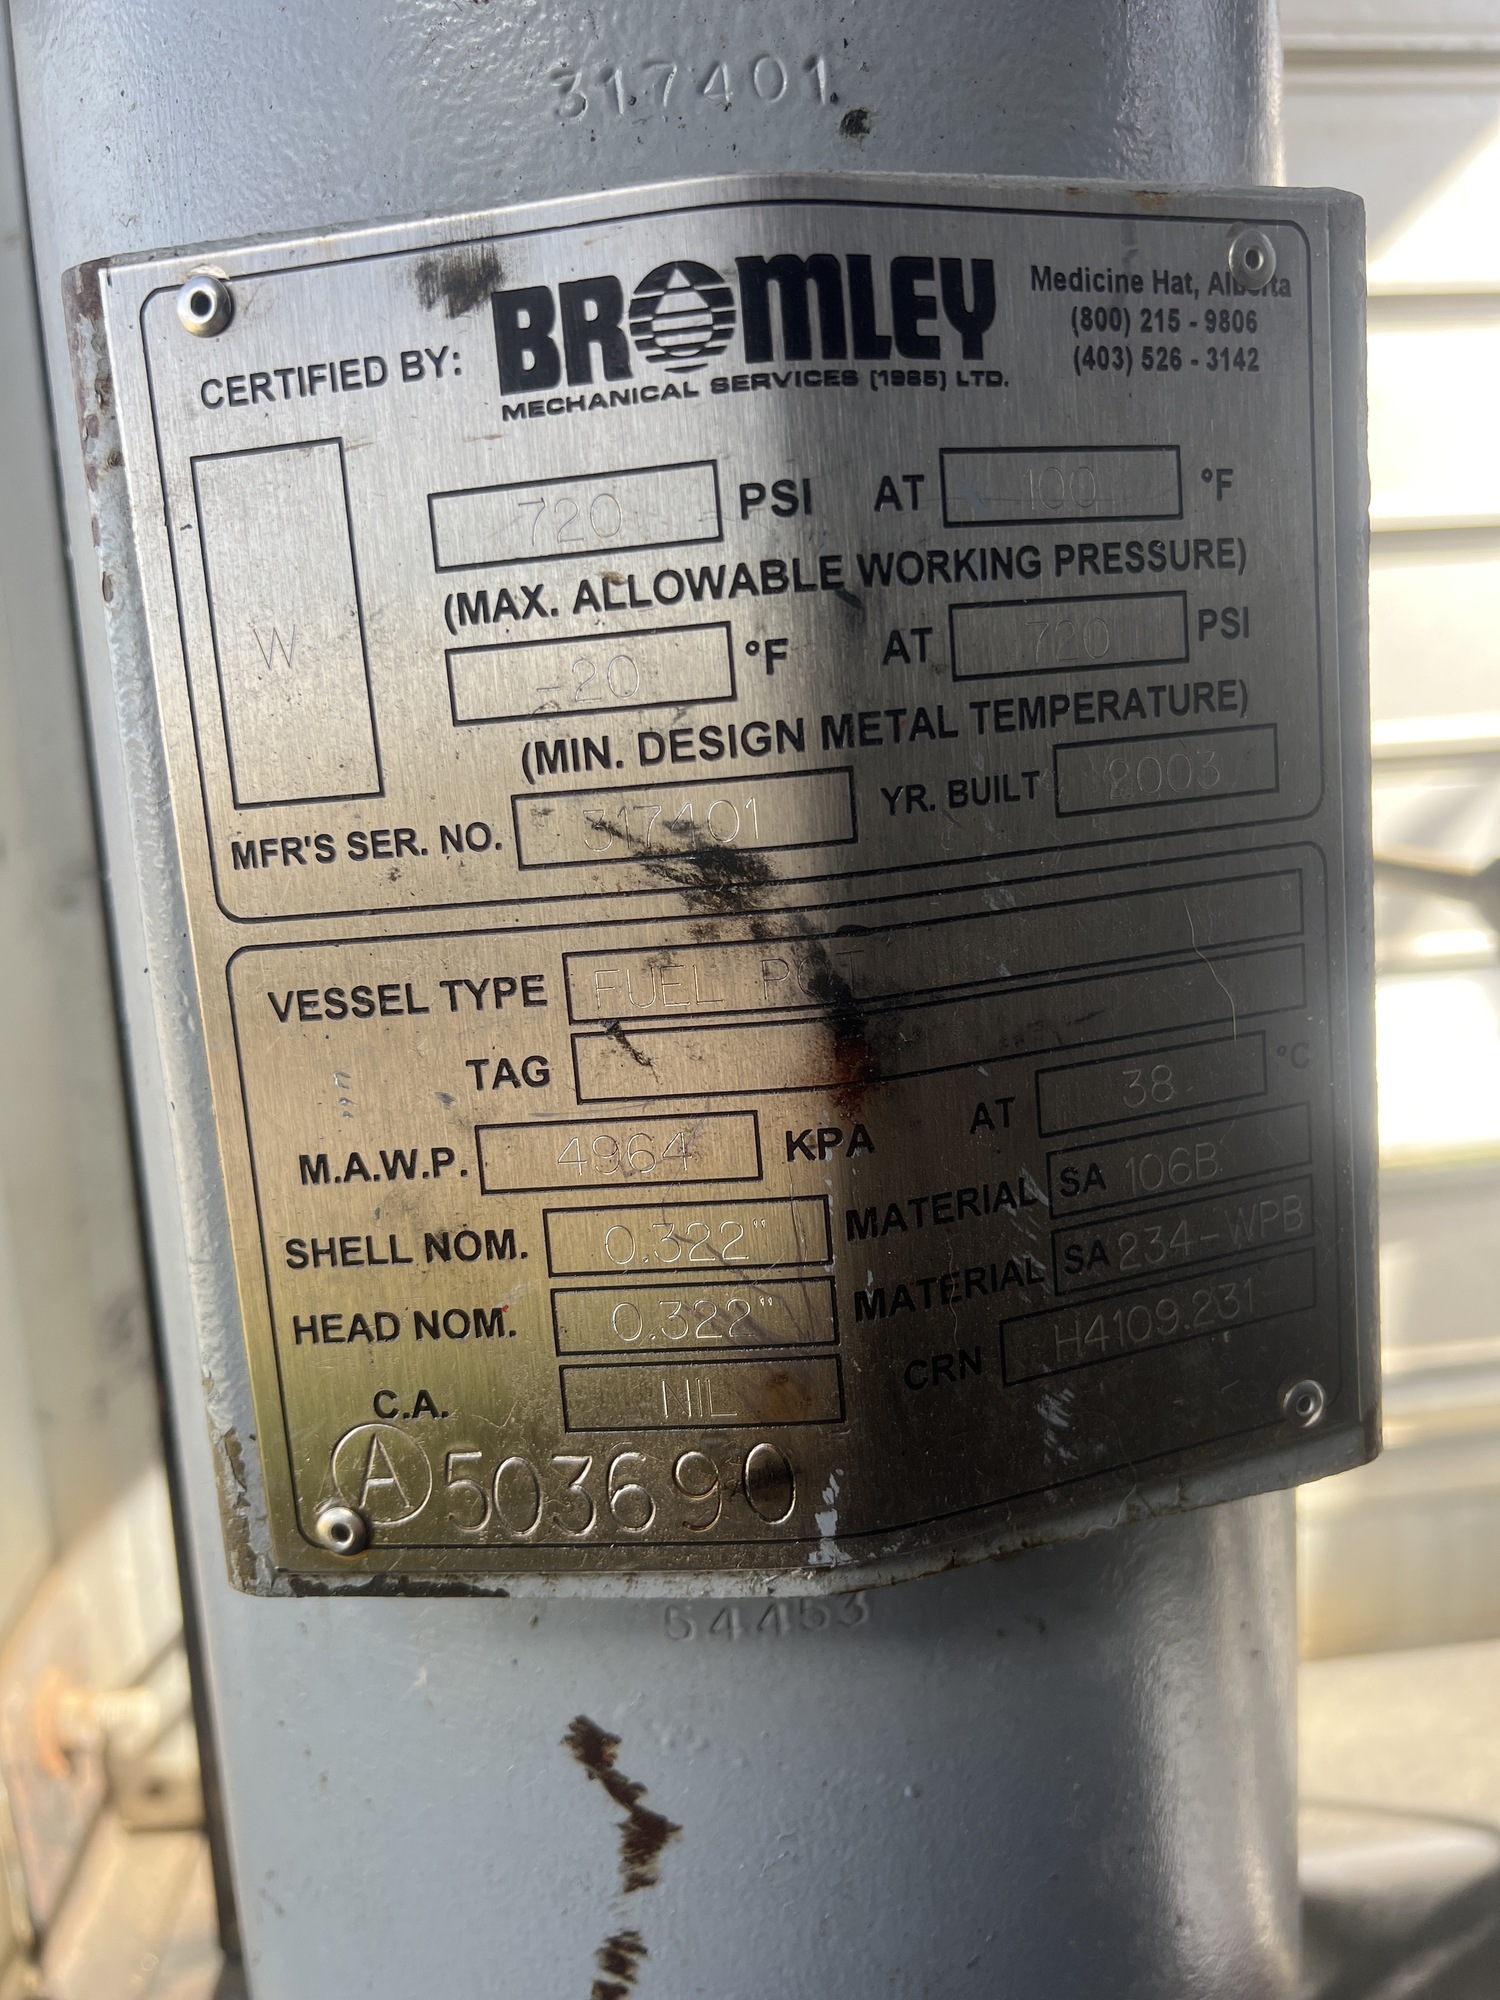 317401
CERTIFIED BY: BROMLEY
MECHANICAL SERVICES (1985) LTD.
Medicine Hat, Alberta
(800) 215 - 9806
(403) 526 - 3142
W
720 PSI AT 100 °F
(MAX. ALLOWABLE WORKING PRESSURE)
-20 °F AT 720 PSI
(MIN. DESIGN METAL TEMPERATURE)
MFR'S SER. NO. 317401 YR. BUILT 2003
VESSEL TYPE FUEL POT
TAG
M.A.W.P. 4964 KPA AT 38 °C
SHELL NOM. 0.322" MATERIAL SA 106B
HEAD NOM. 0.322" MATERIAL SA 234-WPB
C.A. NIL CRN H4109.231
A 503690
54453